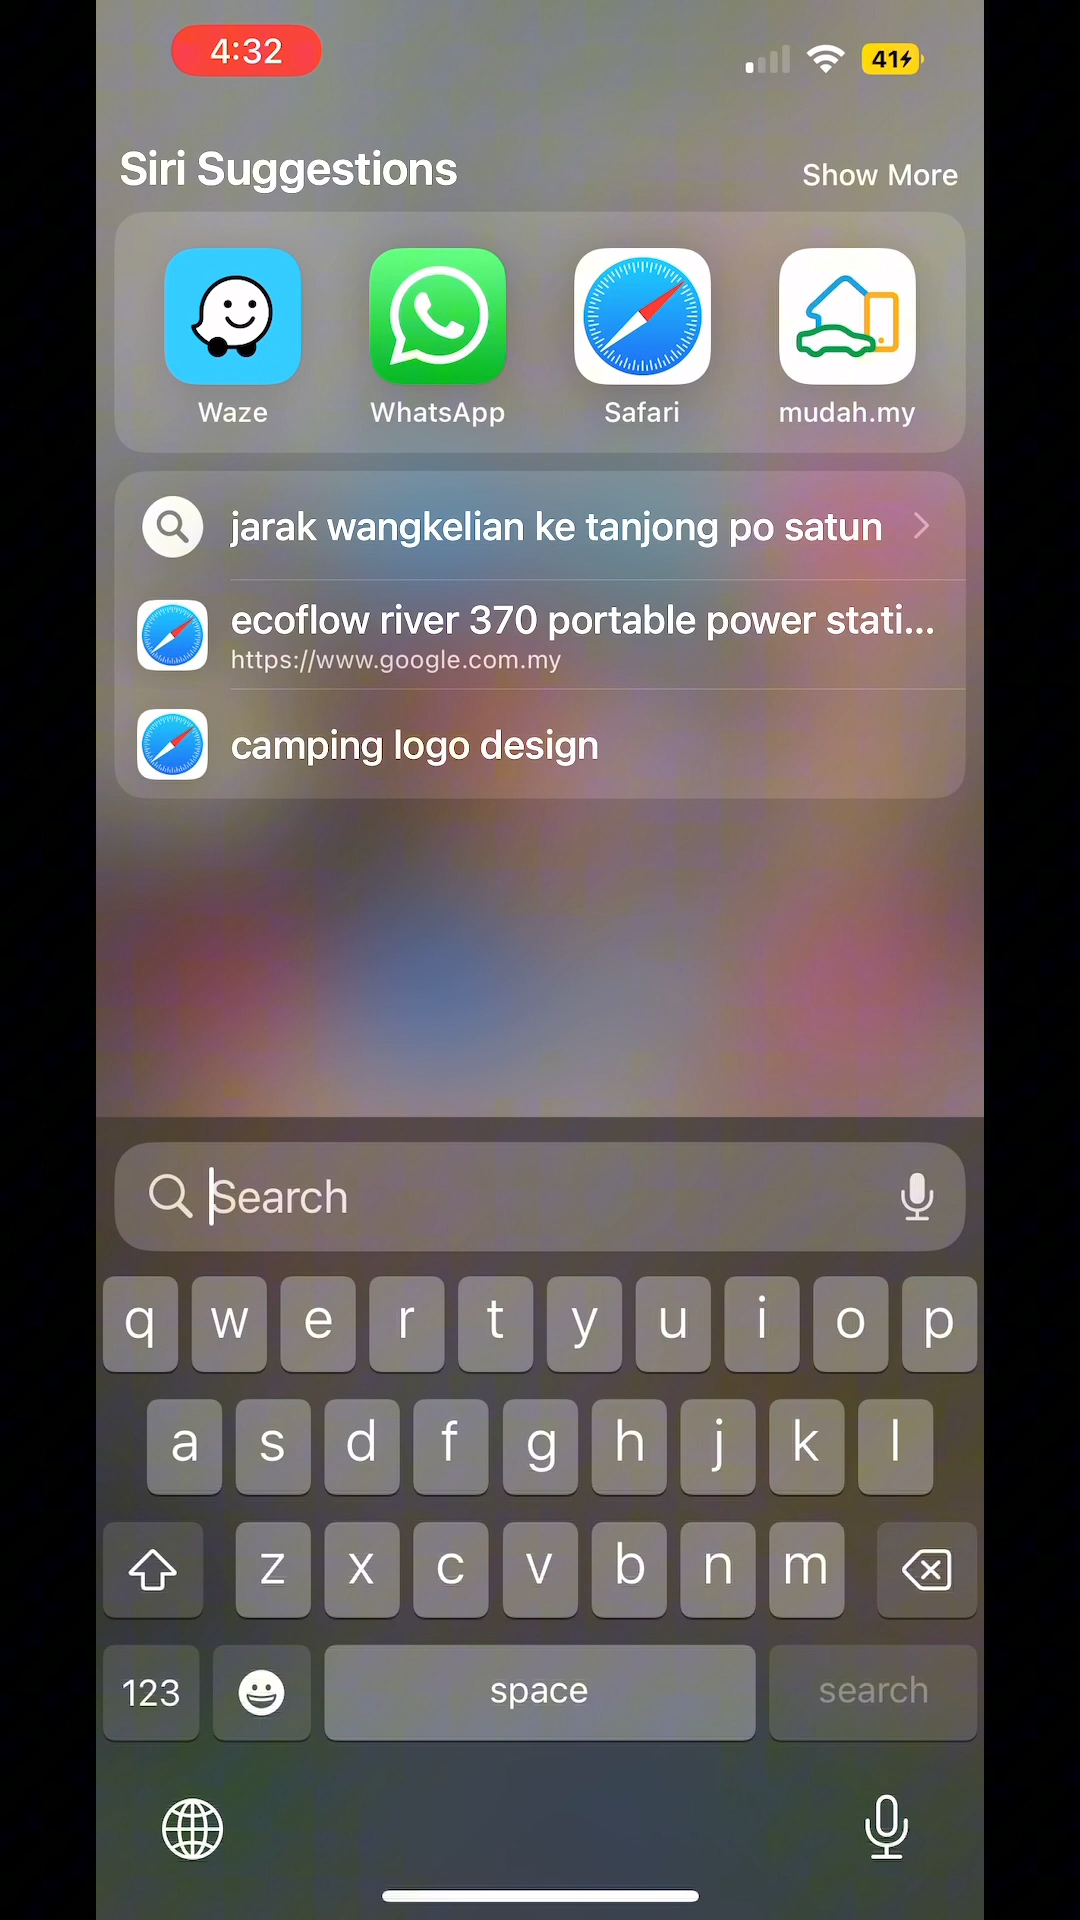 4:32
41
Siri Suggestions
Show More
Waze
WhatsApp
Safari
mudah.my
jarak wangkelian ke tanjong po satun
ecoflow river 370 portable power stati...
https://www.google.com.my
camping logo design
Search
q w e r t y u i o p
a s d f g h j k l
z x c v b n m
123
space
search